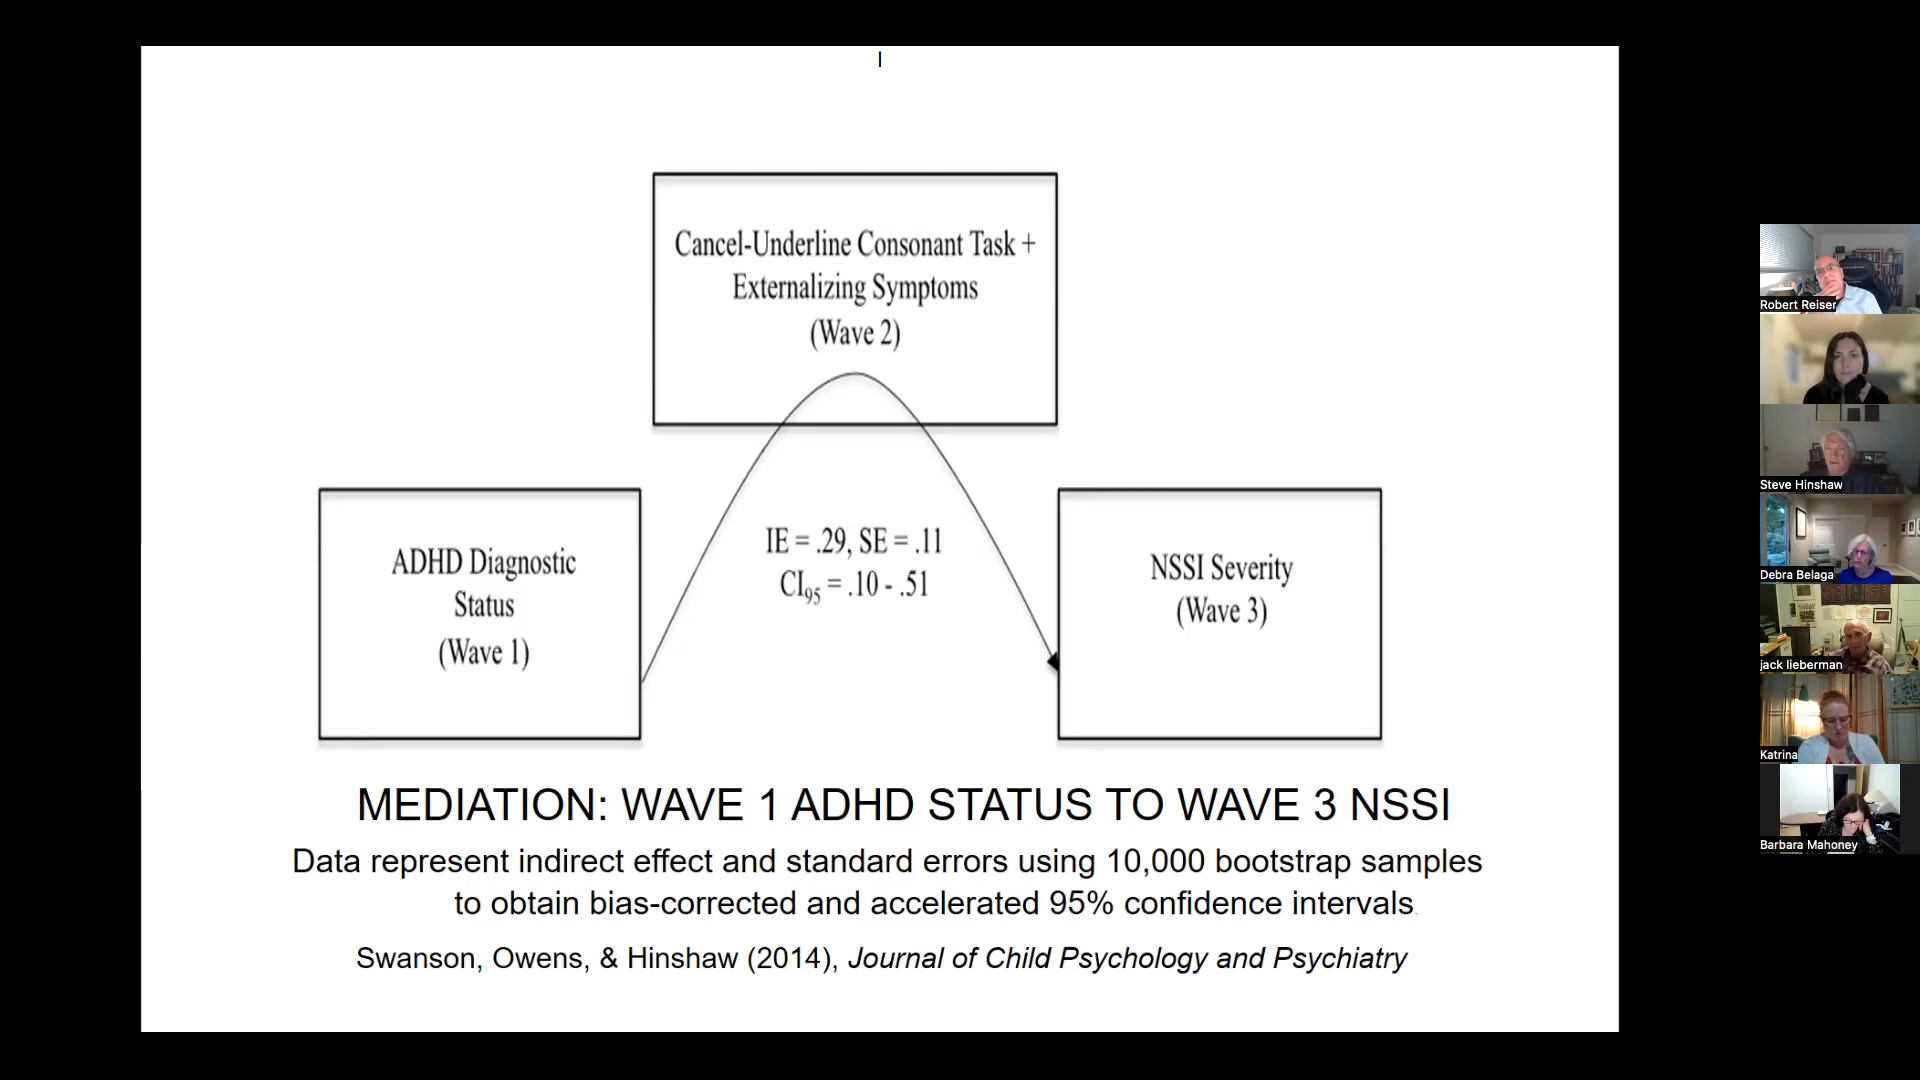 Cancel-Underline Consonant Task +
Externalizing Symptoms
(Wave 2)
ADHD Diagnostic
Status
(Wave 1)
IE = .29, SE = .11
CI95 = .10 - .51
NSSI Severity
(Wave 3)
MEDIATION: WAVE 1 ADHD STATUS TO WAVE 3 NSSI
Data represent indirect effect and standard errors using 10,000 bootstrap samples
to obtain bias-corrected and accelerated 95% confidence intervals.
Swanson, Owens, & Hinshaw (2014), Journal of Child Psychology and Psychiatry
Robert Reiser
Steve Hinshaw
Debra Belaga
jack lieberman
Katrina
Barbara Mahoney